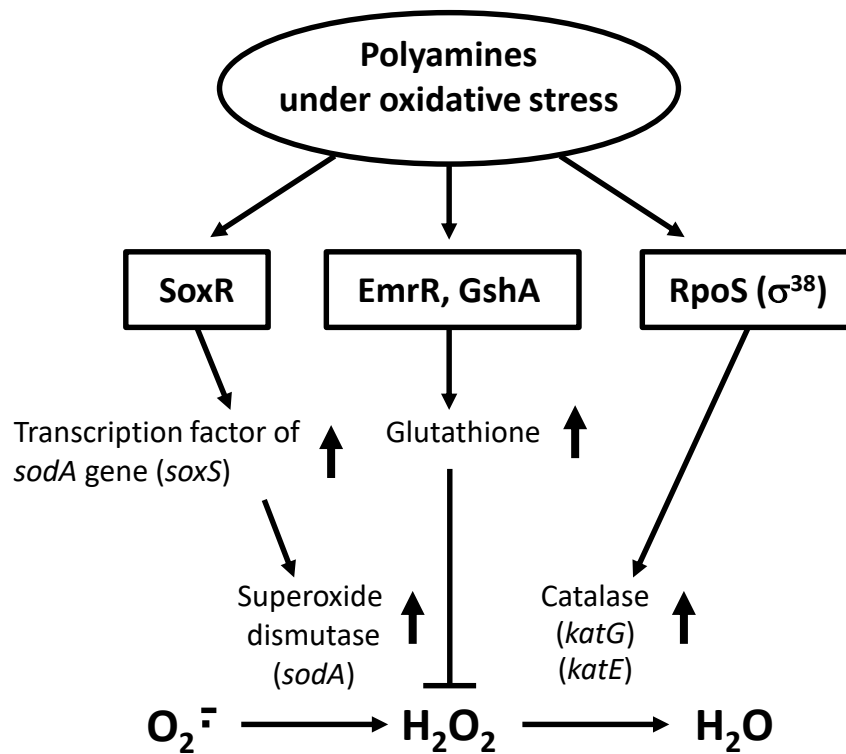 Polyamines
under oxidative stress
SoxR
EmrR, GshA
RpoS (σ³⁸)
Transcription factor of
sodA gene (soxS)
Glutathione
Superoxide
dismutase
(sodA)
Catalase
(katG)
(katE)
O₂⁻̇
H₂O₂
H₂O